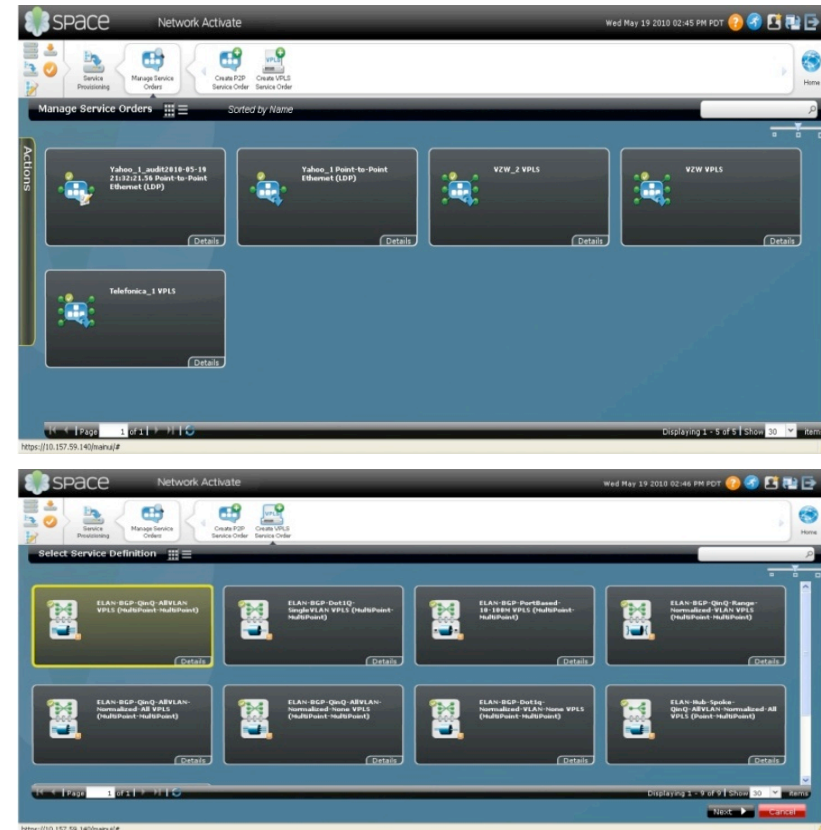 space Network Activate Wed May 19 2010 02:45 PM PDT
Service Provisioning
Manage Service Orders
Create P2P Service Order
Create VPLS Service Order
Home
Manage Service Orders Sorted by Name
Actions
Yahoo_1_audit2010-05-19
21:32:21.56 Point-to-Point
Ethernet (LDP)
Details
Yahoo_1 Point-to-Point
Ethernet (LDP)
Details
VZW_2 VPLS
Details
VZW VPLS
Details
Telefonica_1 VPLS
Details
Page 1 of 1 Displaying 1 - 5 of 5 Show 30 item
https://10.157.59.140/mainui/#
space Network Activate Wed May 19 2010 02:46 PM PDT
Service Provisioning
Manage Service Orders
Create P2P Service Order
Create VPLS Service Order
Home
Select Service Definition
ELAN-BGP-QinQ-AllVLAN
VPLS (MultiPoint-MultiPoint)
Details
ELAN-BGP-Dot1Q-
SingleVLAN VPLS (MultiPoint-
MultiPoint)
Details
ELAN-BGP-PortBased-
10-100M VPLS (MultiPoint-
MultiPoint)
Details
ELAN-BGP-QinQ-Range-
Normalized-VLAN VPLS
(MultiPoint-MultiPoint)
Details
ELAN-BGP-QinQ-AllVLAN-
Normalized-All VPLS
(MultiPoint-MultiPoint)
Details
ELAN-BGP-QinQ-AllVLAN-
Normalized-None VPLS
(MultiPoint-MultiPoint)
Details
ELAN-BGP-Dot1q-
Normalized-VLAN-None VPLS
(MultiPoint-MultiPoint)
Details
ELAN-Hub-Spoke-
QinQ-AllVLAN-Normalized-All
VPLS (Point-MultiPoint)
Details
Page 1 of 1 Displaying 1 - 9 of 9 Show 30 items
Next Cancel
https://10.157.59.140/mainui/#